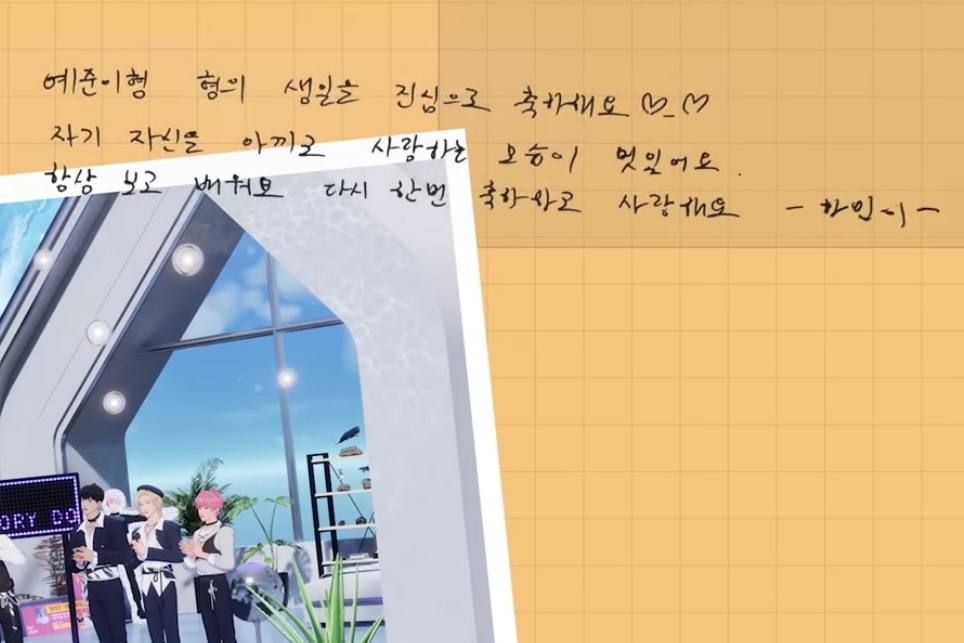 예준이형 형의 생일을 진심으로 축하해요 ♡_♡
자기 자신을 아끼고 사랑하는 모습이 멋있어요.
항상 보고 배워요 다시 한번 축하하고 사랑해요 - 하민이 -
ORY DO